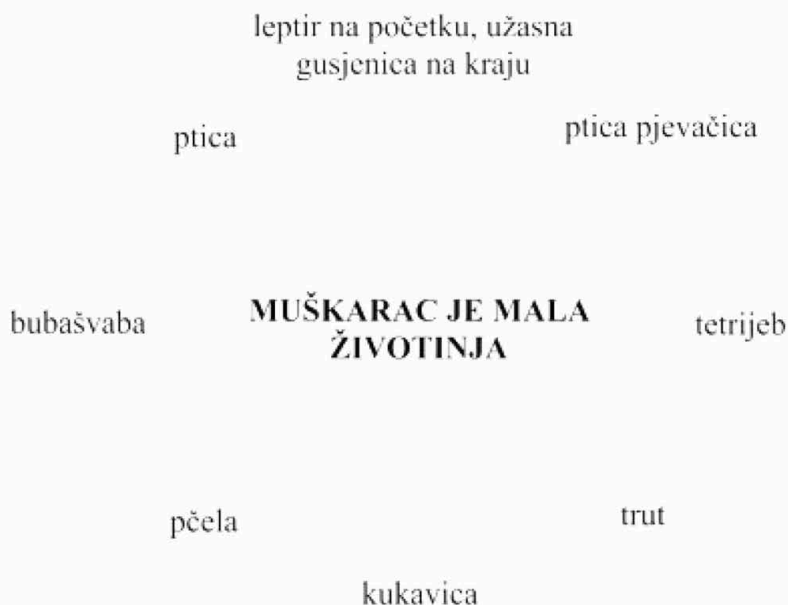 leptir na početku, užasna
gusjenica na kraju
ptica
ptica pjevačica
bubašvaba
MUŠKARAC JE MALA
ŽIVOTINJA
tetrijeb
pčela
trut
kukavica